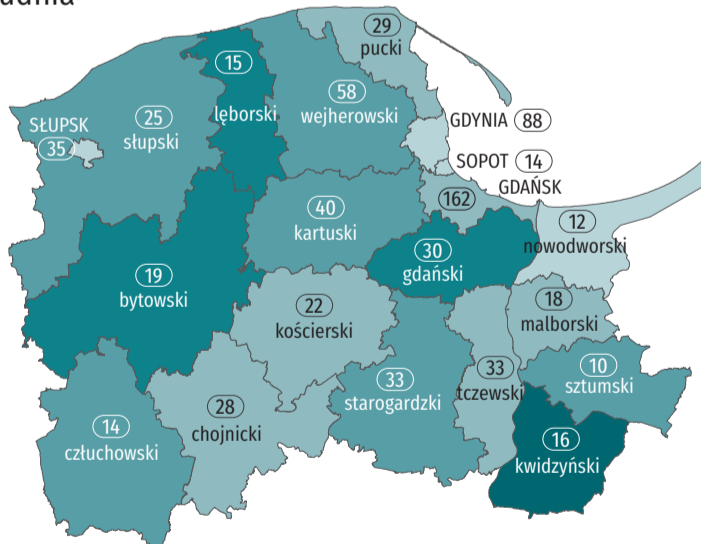 29
pucki
15
lęborski
58
wejherowski
25
słupski
SŁUPSK
35
GDYNIA 88
SOPOT 14
GDAŃSK
162
40
kartuski
30
gdański
12
nowodworski
19
bytowski
22
kościerski
18
malborski
33
starogardzki
33
tczewski
10
sztumski
28
chojnicki
14
człuchowski
16
kwidzyński